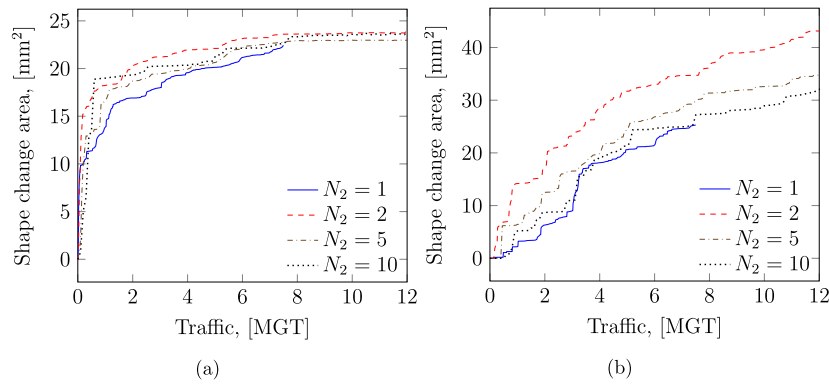 Shape change area, [mm²]
25
20
15
10
5
0
0 2 4 6 8 10 12
Traffic, [MGT]
N₂ = 1
N₂ = 2
N₂ = 5
N₂ = 10
(a)
Shape change area, [mm²]
40
30
20
10
0
0 2 4 6 8 10 12
Traffic, [MGT]
N₂ = 1
N₂ = 2
N₂ = 5
N₂ = 10
(b)